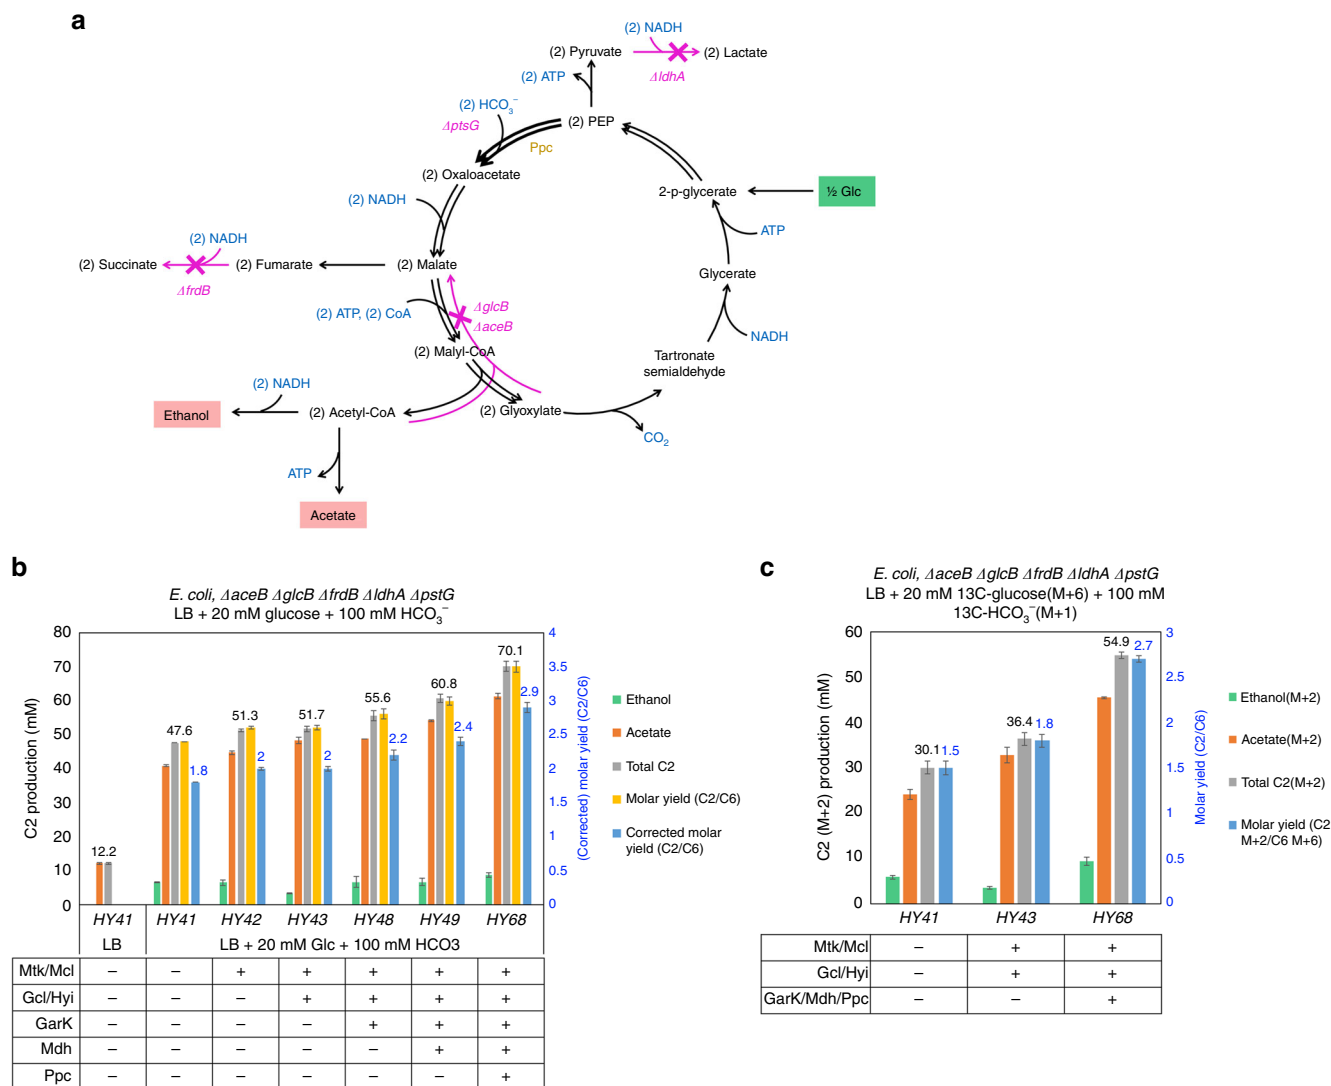 a
(2) NADH
(2) Pyruvate
(2) Lactate
ΔldhA
(2) ATP
(2) HCO3−
ΔptsG
(2) PEP
Ppc
(2) Oxaloacetate
2-p-glycerate
½ Glc
(2) NADH
ATP
(2) NADH
(2) Succinate
(2) Fumarate
(2) Malate
Glycerate
ΔfrdB
(2) ATP, (2) CoA
ΔglcB
ΔaceB
NADH
(2) Malyl-CoA
Tartronate
semialdehyde
(2) NADH
Ethanol
(2) Acetyl-CoA
(2) Glyoxylate
CO2
ATP
Acetate
b
E. coli, ΔaceB ΔglcB ΔfrdB ΔldhA ΔpstG
LB + 20 mM glucose + 100 mM HCO3−
C2 production (mM)
80
70
60
50
40
30
20
10
0
4
3.5
3
2.5
2
1.5
1
0.5
0
(Corrected) molar yield (C2/C6)
12.2
47.6
1.8
51.3
2
51.7
2
55.6
2.2
60.8
2.4
70.1
2.9
Ethanol
Acetate
Total C2
Molar yield (C2/C6)
Corrected molar
yield (C2/C6)
HY41 HY41 HY42 HY43 HY48 HY49 HY68
LB LB + 20 mM Glc + 100 mM HCO3
Mtk/Mcl − − + + + + +
Gcl/Hyi − − − + + + +
GarK − − − − + + +
Mdh − − − − − + +
Ppc − − − − − − +
c
E. coli, ΔaceB ΔglcB ΔfrdB ΔldhA ΔpstG
LB + 20 mM 13C-glucose(M+6) + 100 mM
13C-HCO3−(M+1)
C2 (M+2) production (mM)
60
50
40
30
20
10
0
3
2.5
2
1.5
1
0.5
0
Molar yield (C2/C6)
30.1
1.5
36.4
1.8
54.9
2.7
Ethanol(M+2)
Acetate(M+2)
Total C2(M+2)
Molar yield (C2
M+2/C6 M+6)
HY41 HY43 HY68
Mtk/Mcl − + +
Gcl/Hyi − + +
GarK/Mdh/Ppc − − +